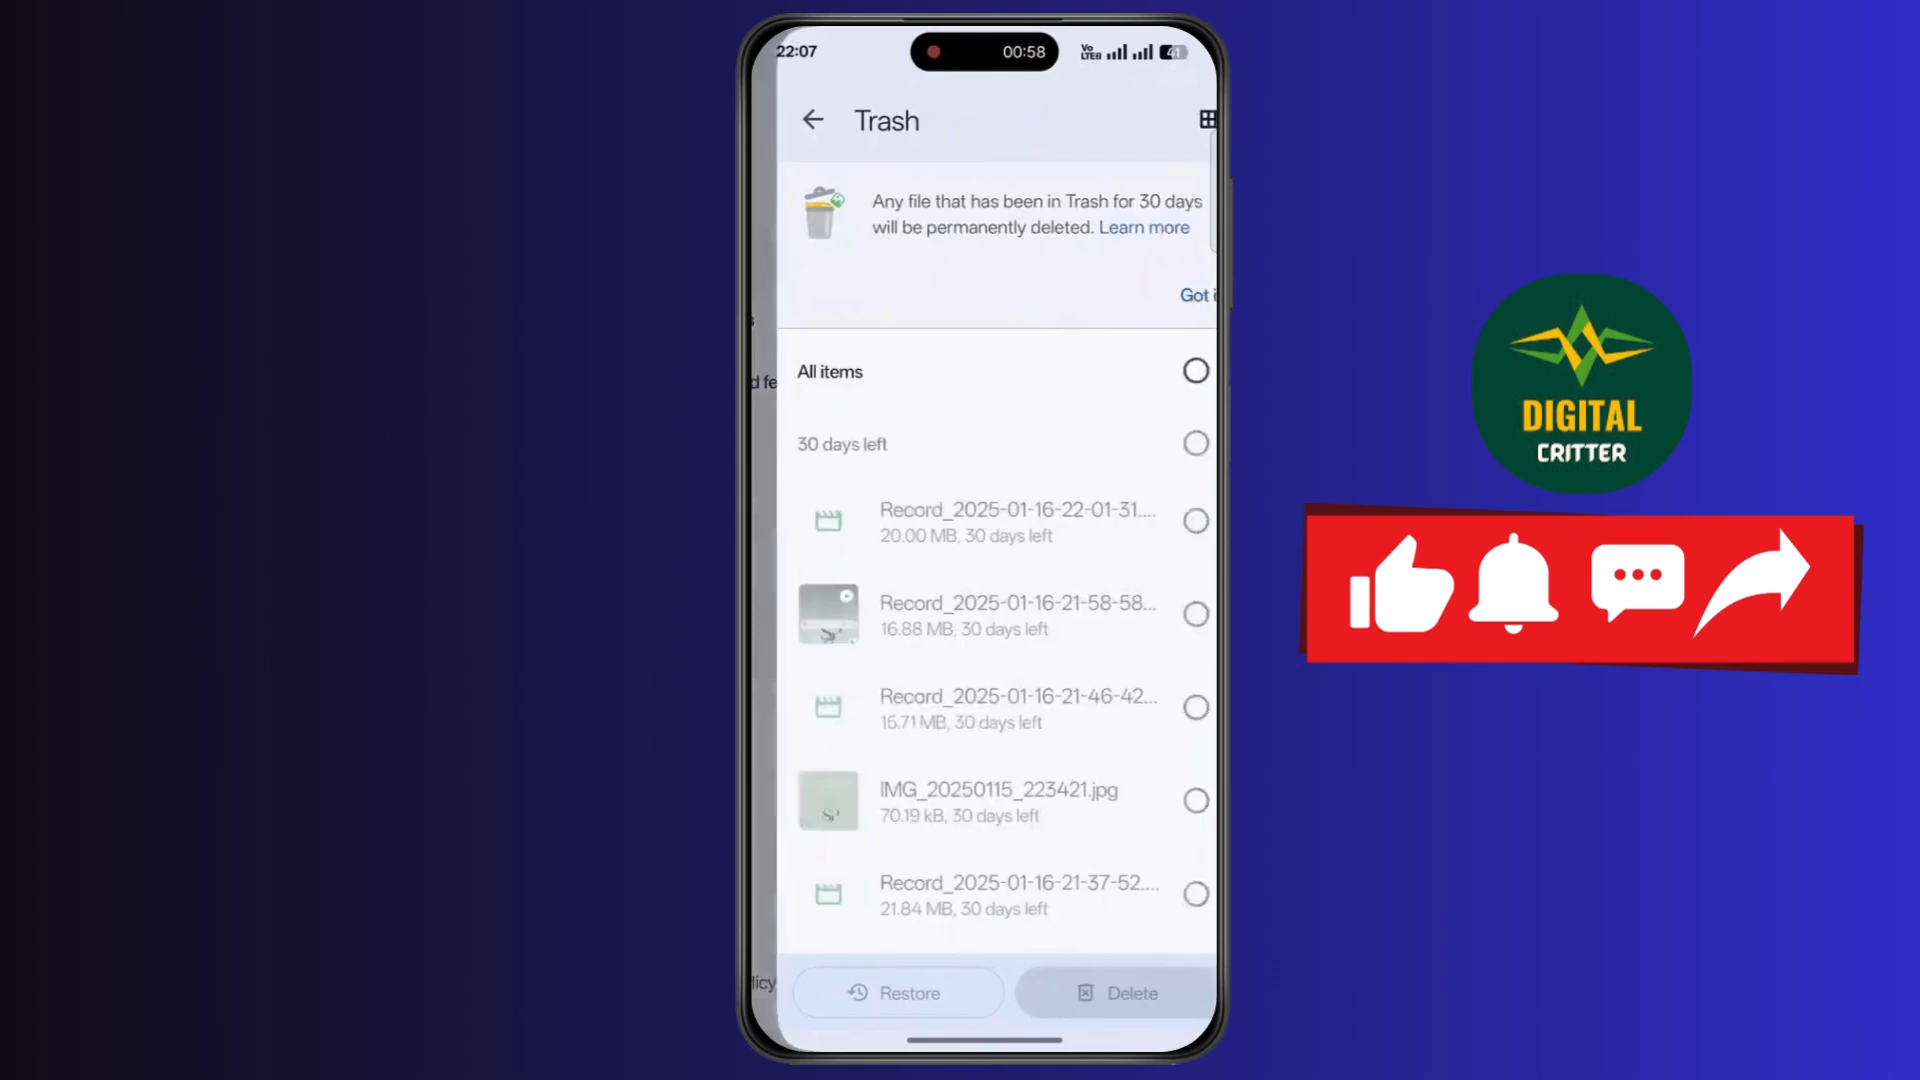 22:07
00:58
Vo
LTE
41
Trash
Any file that has been in Trash for 30 days
will be permanently deleted. Learn more
Got i
All items
30 days left
Record_2025-01-16-22-01-31....
20.00 MB, 30 days left
Record_2025-01-16-21-58-58...
16.88 MB, 30 days left
Record_2025-01-16-21-46-42...
15.71 MB, 30 days left
IMG_20250115_223421.jpg
70.19 kB, 30 days left
Record_2025-01-16-21-37-52....
21.84 MB, 30 days left
Restore
Delete
d fe
licy
DIGITAL
CRITTER